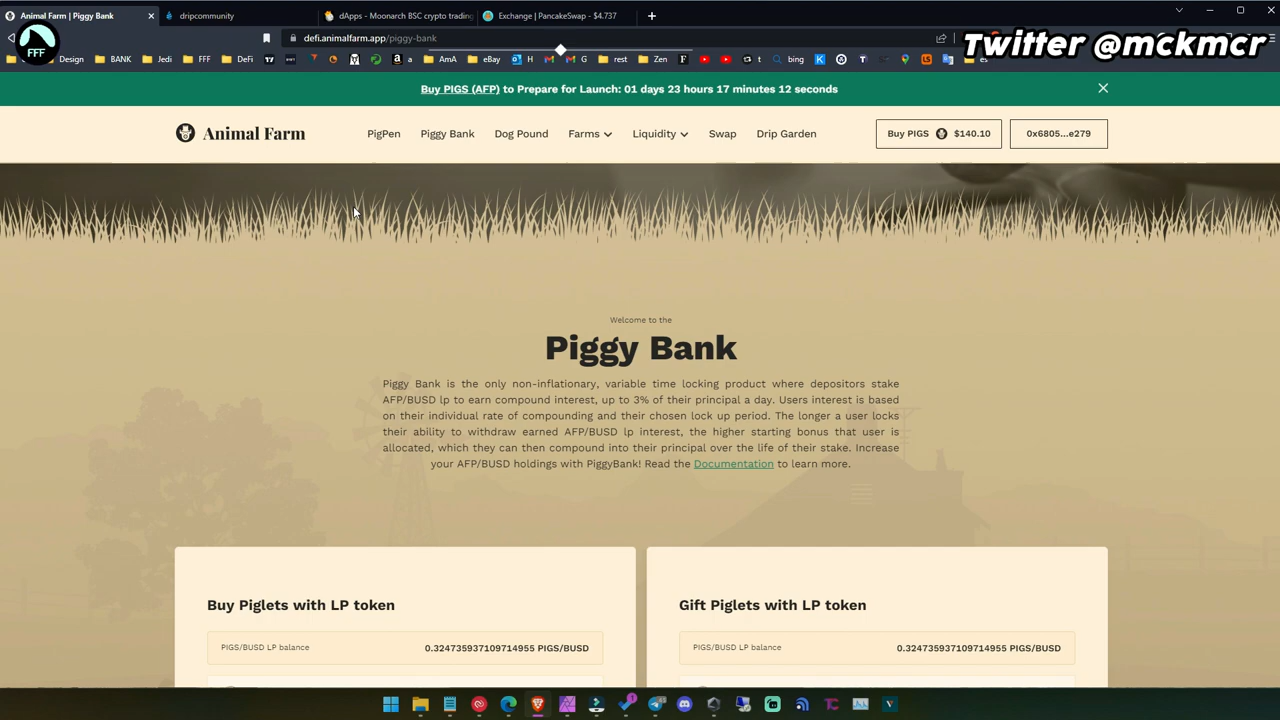 Animal Farm | Piggy Bank
dripcommunity
dApps - Moonarch BSC crypto trading
Exchange | PancakeSwap - $4.737
FFF
defi.animalfarm.app/piggy-bank
Twitter @mckmcr
Design
BANK
Jedi
FFF
DeFi
a
AmA
eBay
H
G
rest
Zen
t
bing
Buy PIGS (AFP) to Prepare for Launch: 01 days 23 hours 17 minutes 12 seconds
Animal Farm
PigPen
Piggy Bank
Dog Pound
Farms
Liquidity
Swap
Drip Garden
Buy PIGS $140.10
0x6805...e279
Welcome to the
Piggy Bank
Piggy Bank is the only non-inflationary, variable time locking product where depositors stake
AFP/BUSD lp to earn compound interest, up to 3% of their principal a day. Users interest is based
on their individual rate of compounding and their chosen lock up period. The longer a user locks
their ability to withdraw earned AFP/BUSD lp interest, the higher starting bonus that user is
allocated, which they can then compound into their principal over the life of their stake. Increase
your AFP/BUSD holdings with PiggyBank! Read the Documentation to learn more.
Buy Piglets with LP token
PIGS/BUSD LP balance
0.324735937109714955 PIGS/BUSD
Gift Piglets with LP token
PIGS/BUSD LP balance
0.324735937109714955 PIGS/BUSD